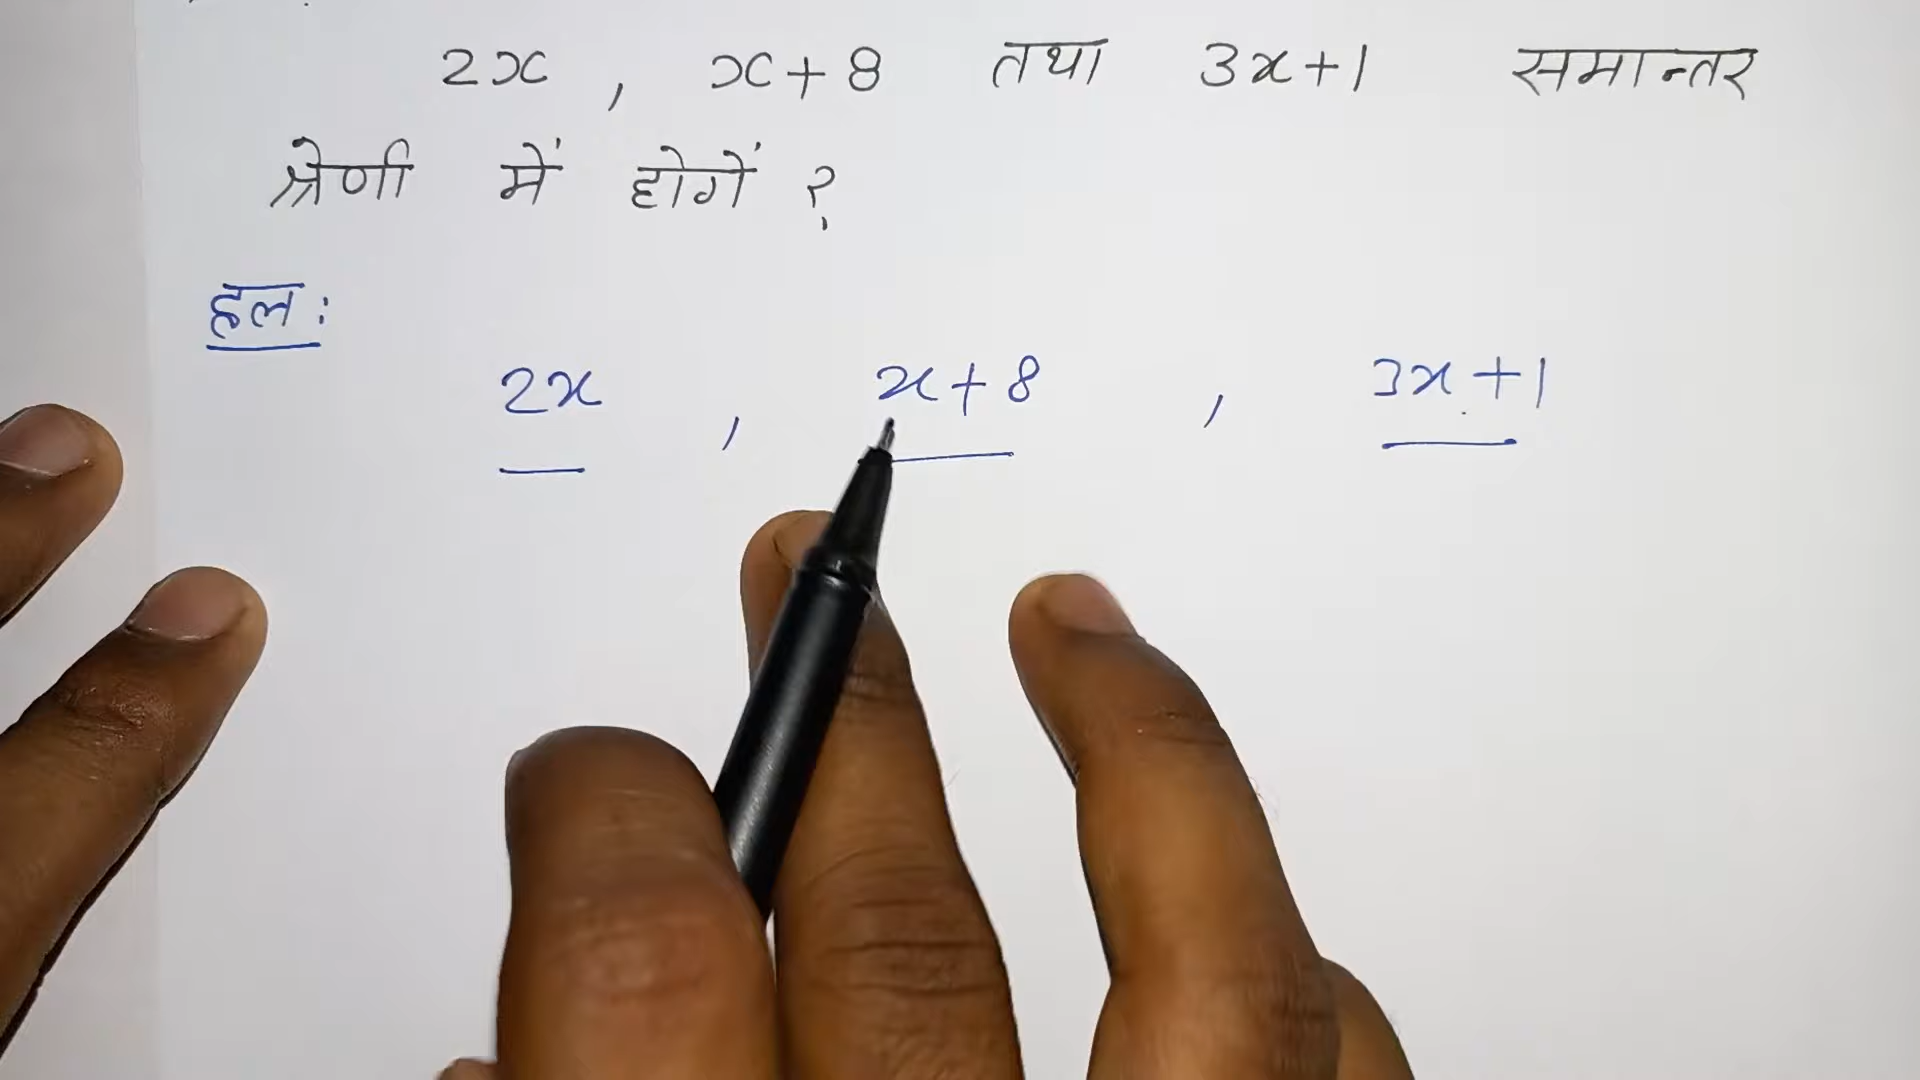 2x , x+8 तथा 3x+1 समान्तर
श्रेणी में होगें ?
हल :
2x , x+8 , 3x+1